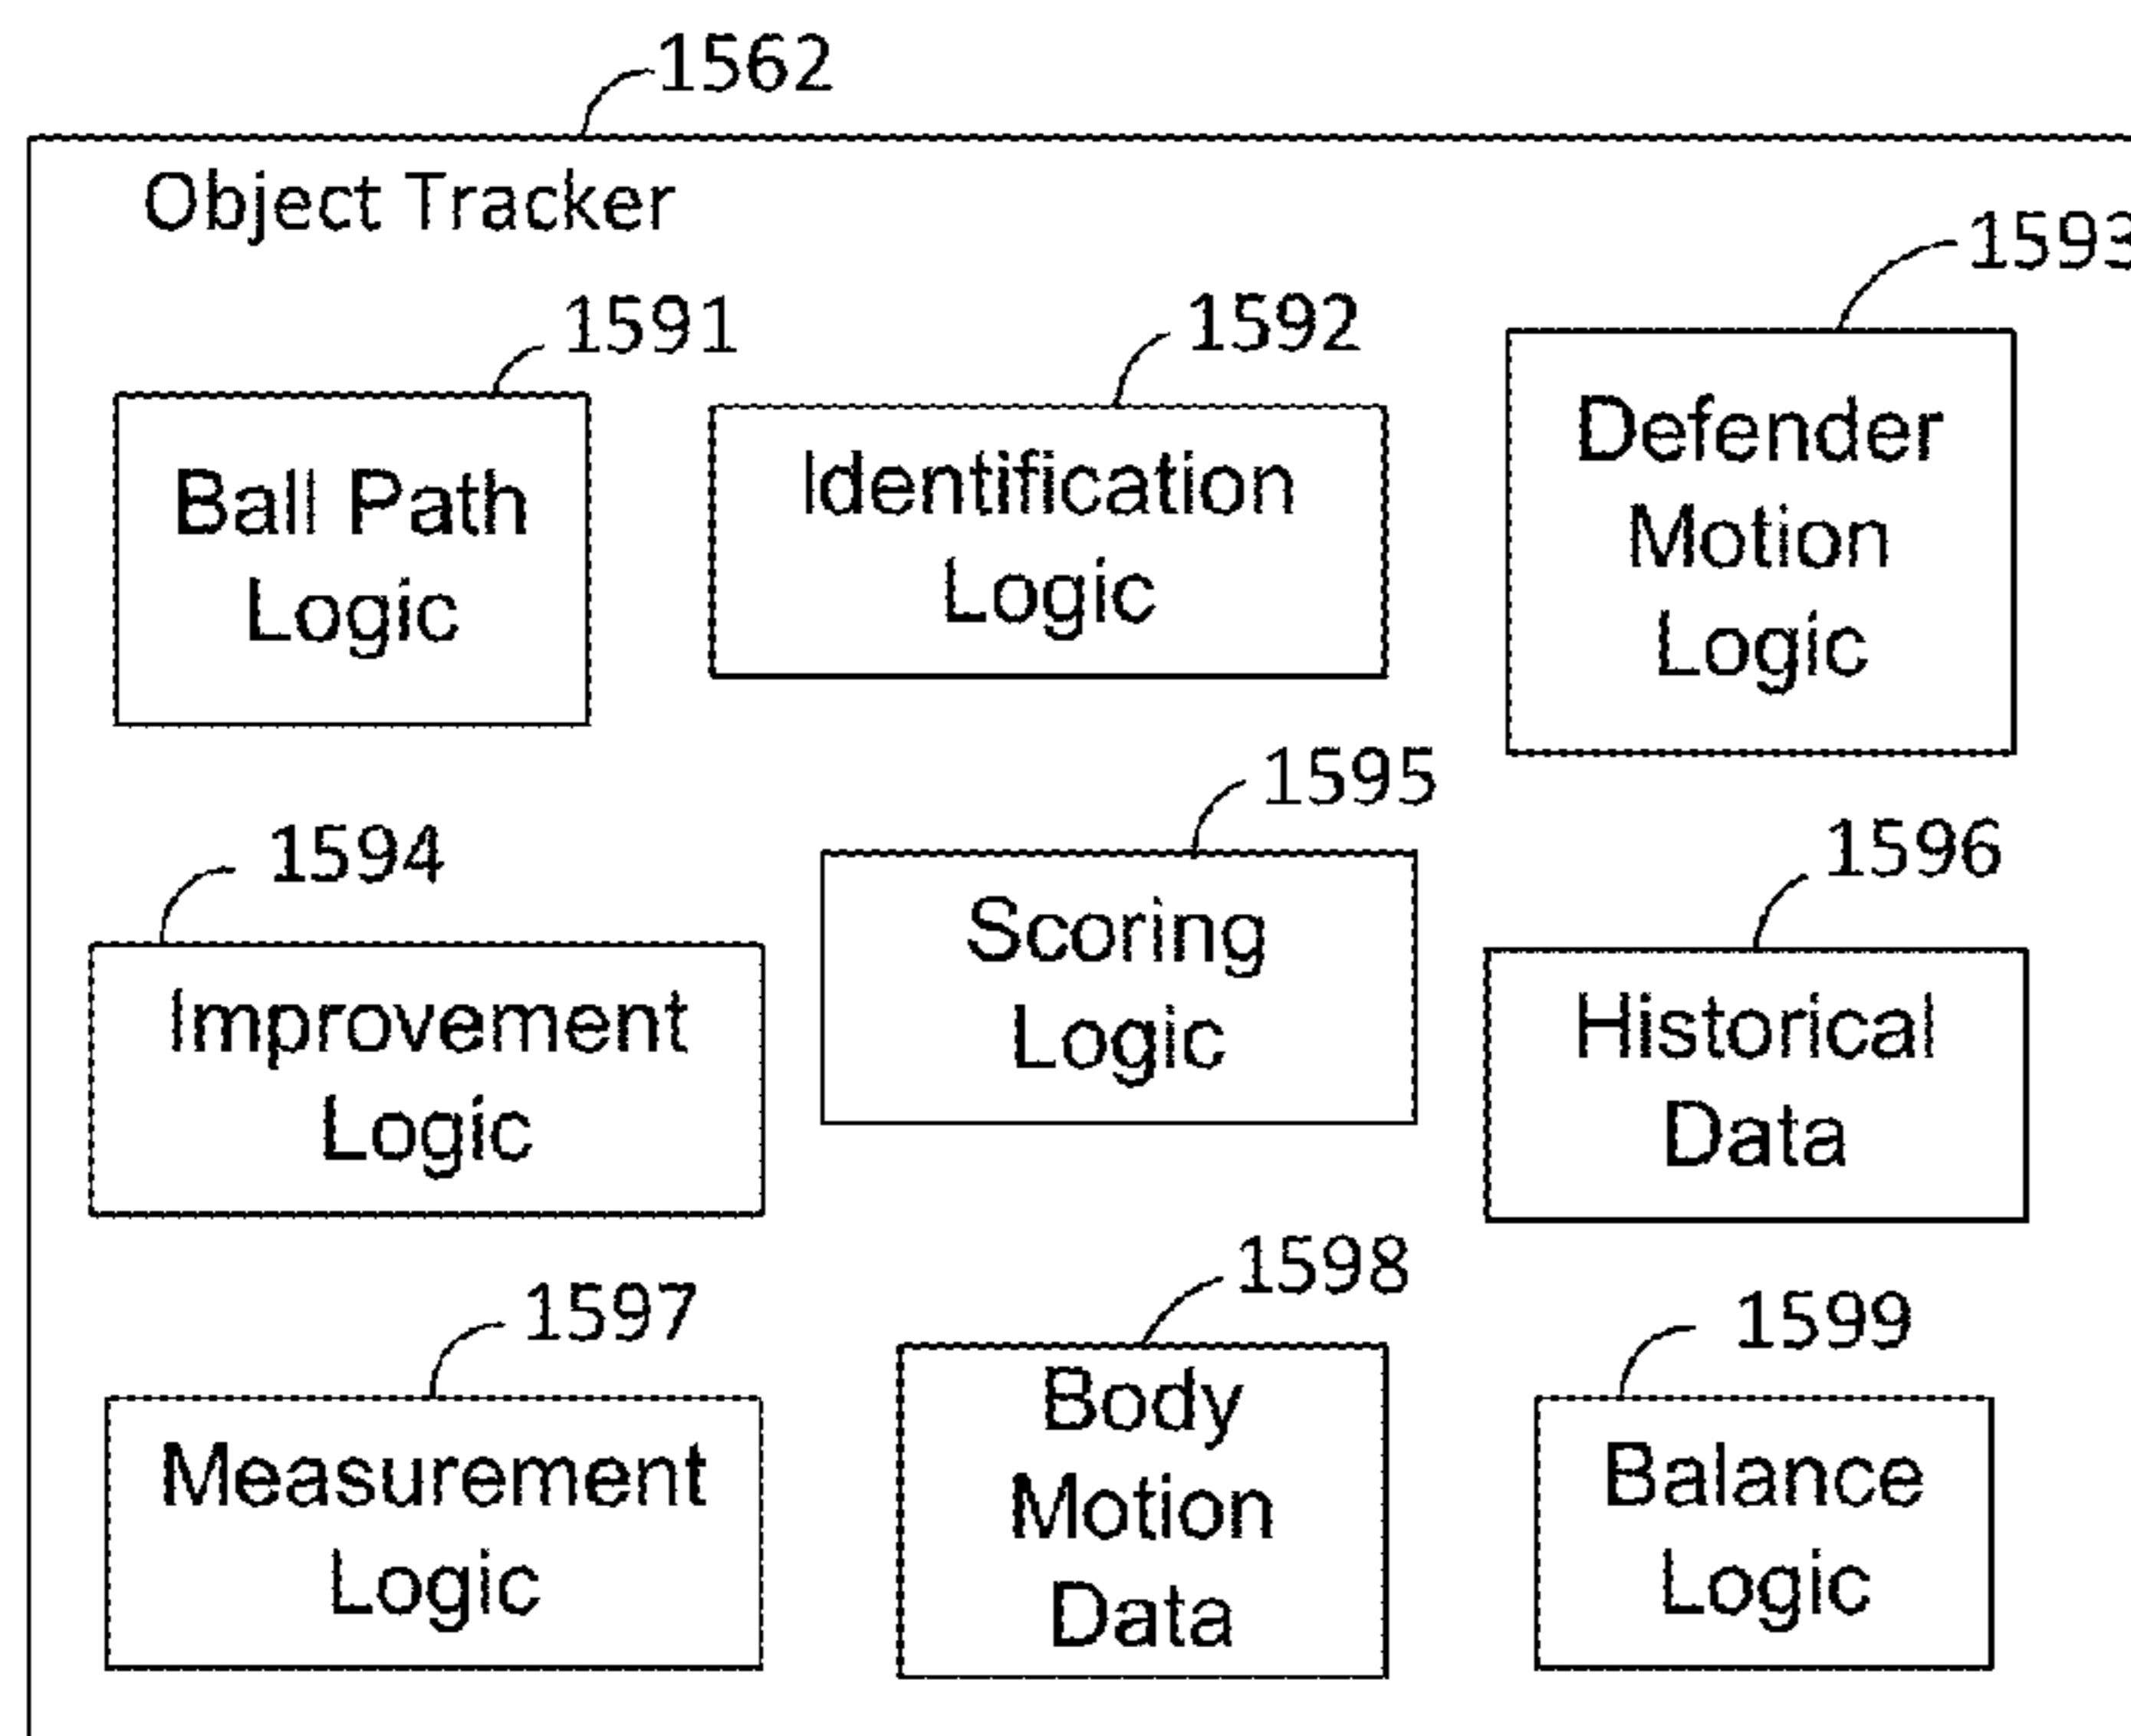 1562
Object Tracker
1593
1591
1592
Ball Path
Logic
Identification
Logic
Defender
Motion
Logic
1594
1595
1596
Improvement
Logic
Scoring
Logic
Historical
Data
1597
1598
1599
Measurement
Logic
Body
Motion
Data
Balance
Logic